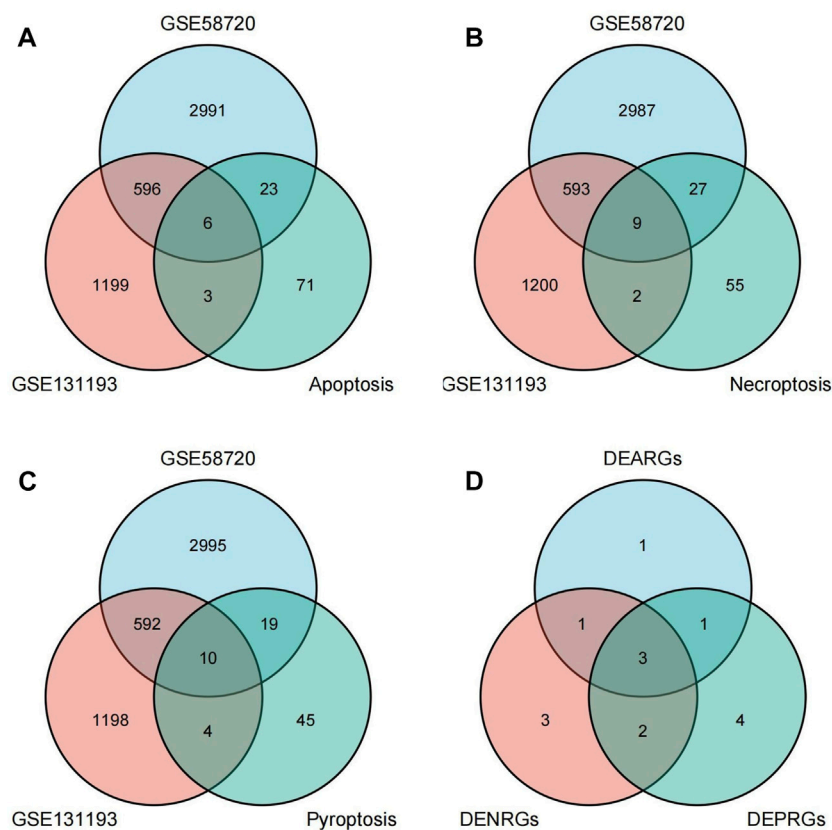 A
GSE58720
2991
596
23
6
1199
3
71
GSE131193
Apoptosis
B
GSE58720
2987
593
27
9
1200
2
55
GSE131193
Necroptosis
C
GSE58720
2995
592
19
10
1198
4
45
GSE131193
Pyroptosis
D
DEARGs
1
1
1
3
3
2
4
DENRGs
DEPRGs